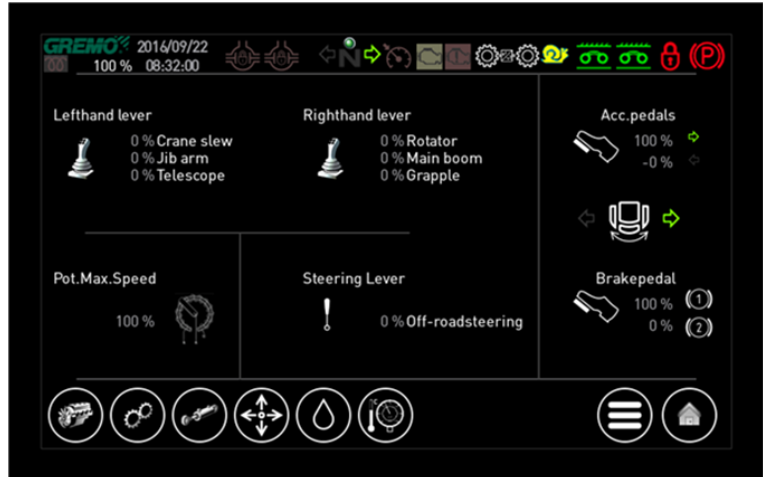 GREMO 2016/09/22
100 % 08:32:00
N
(P)
Lefthand lever
0 % Crane slew
0 % Jib arm
0 % Telescope
Righthand lever
0 % Rotator
0 % Main boom
0 % Grapple
Acc.pedals
100 %
-0 %
Pot.Max.Speed
100 %
Steering Lever
0 % Off-roadsteering
Brakepedal
100 % (1)
0 % (2)